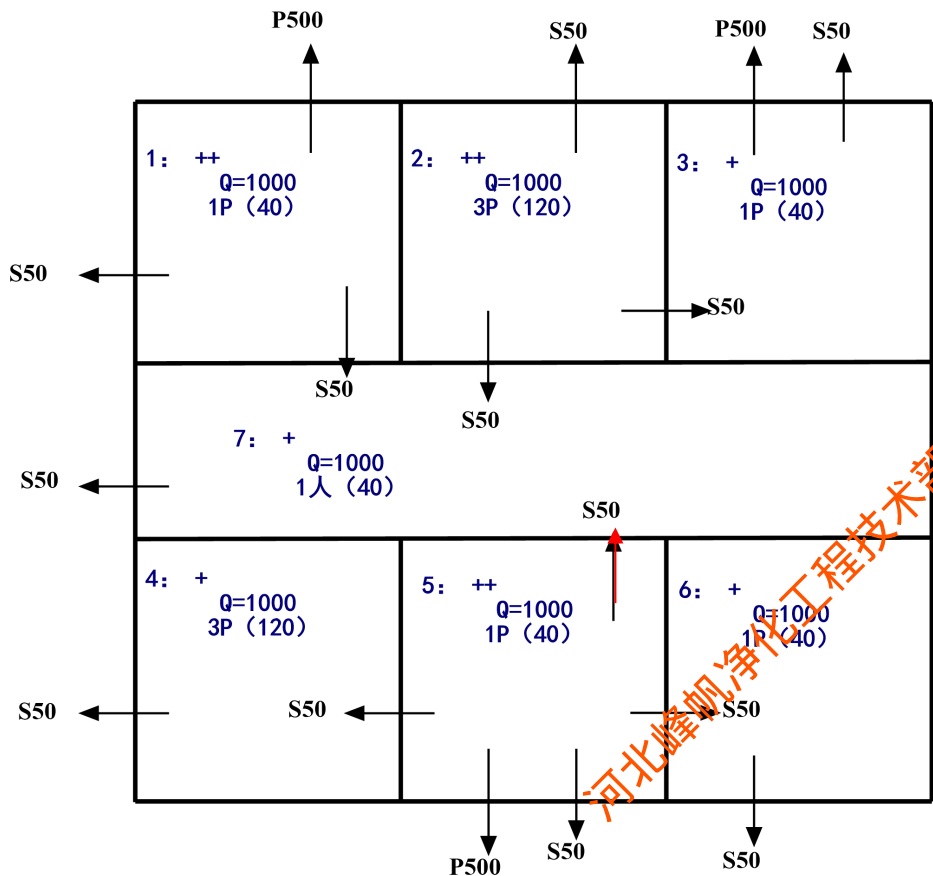 P500
S50
P500
S50
1： ++
Q=1000
1P（40）
2： ++
Q=1000
3P（120）
3： +
Q=1000
1P（40）
S50
S50
S50
S50
7： +
Q=1000
1人（40）
S50
S50
S50
4： +
Q=1000
3P（120）
5： ++
Q=1000
1P（40）
6： +
Q=1000
1P（40）
S50
S50
S50
P500
S50
S50
河北峰帆净化工程技术部